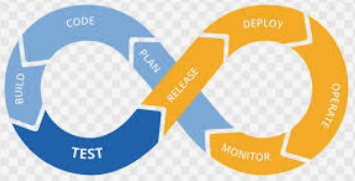 CODE
DEPLOY
PLAN
RELEASE
BUILD
OPERATE
TEST
MONITOR